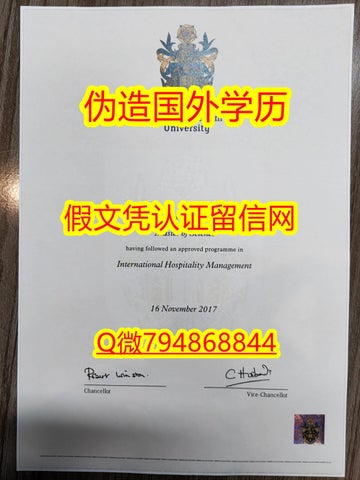 伪造国外学历
University
假文凭认证留信网
having followed an approved programme in
International Hospitality Management
16 November 2017
Q微794868844
Chancellor
Vice-Chancellor